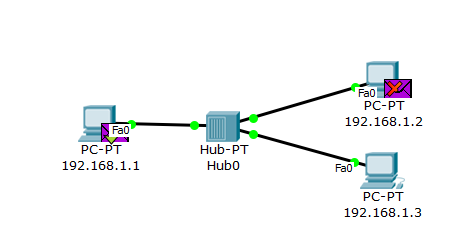 Fa0
PC-PT
192.168.1.2
Fa0
PC-PT
192.168.1.1
Hub-PT
Hub0
Fa0
PC-PT
192.168.1.3